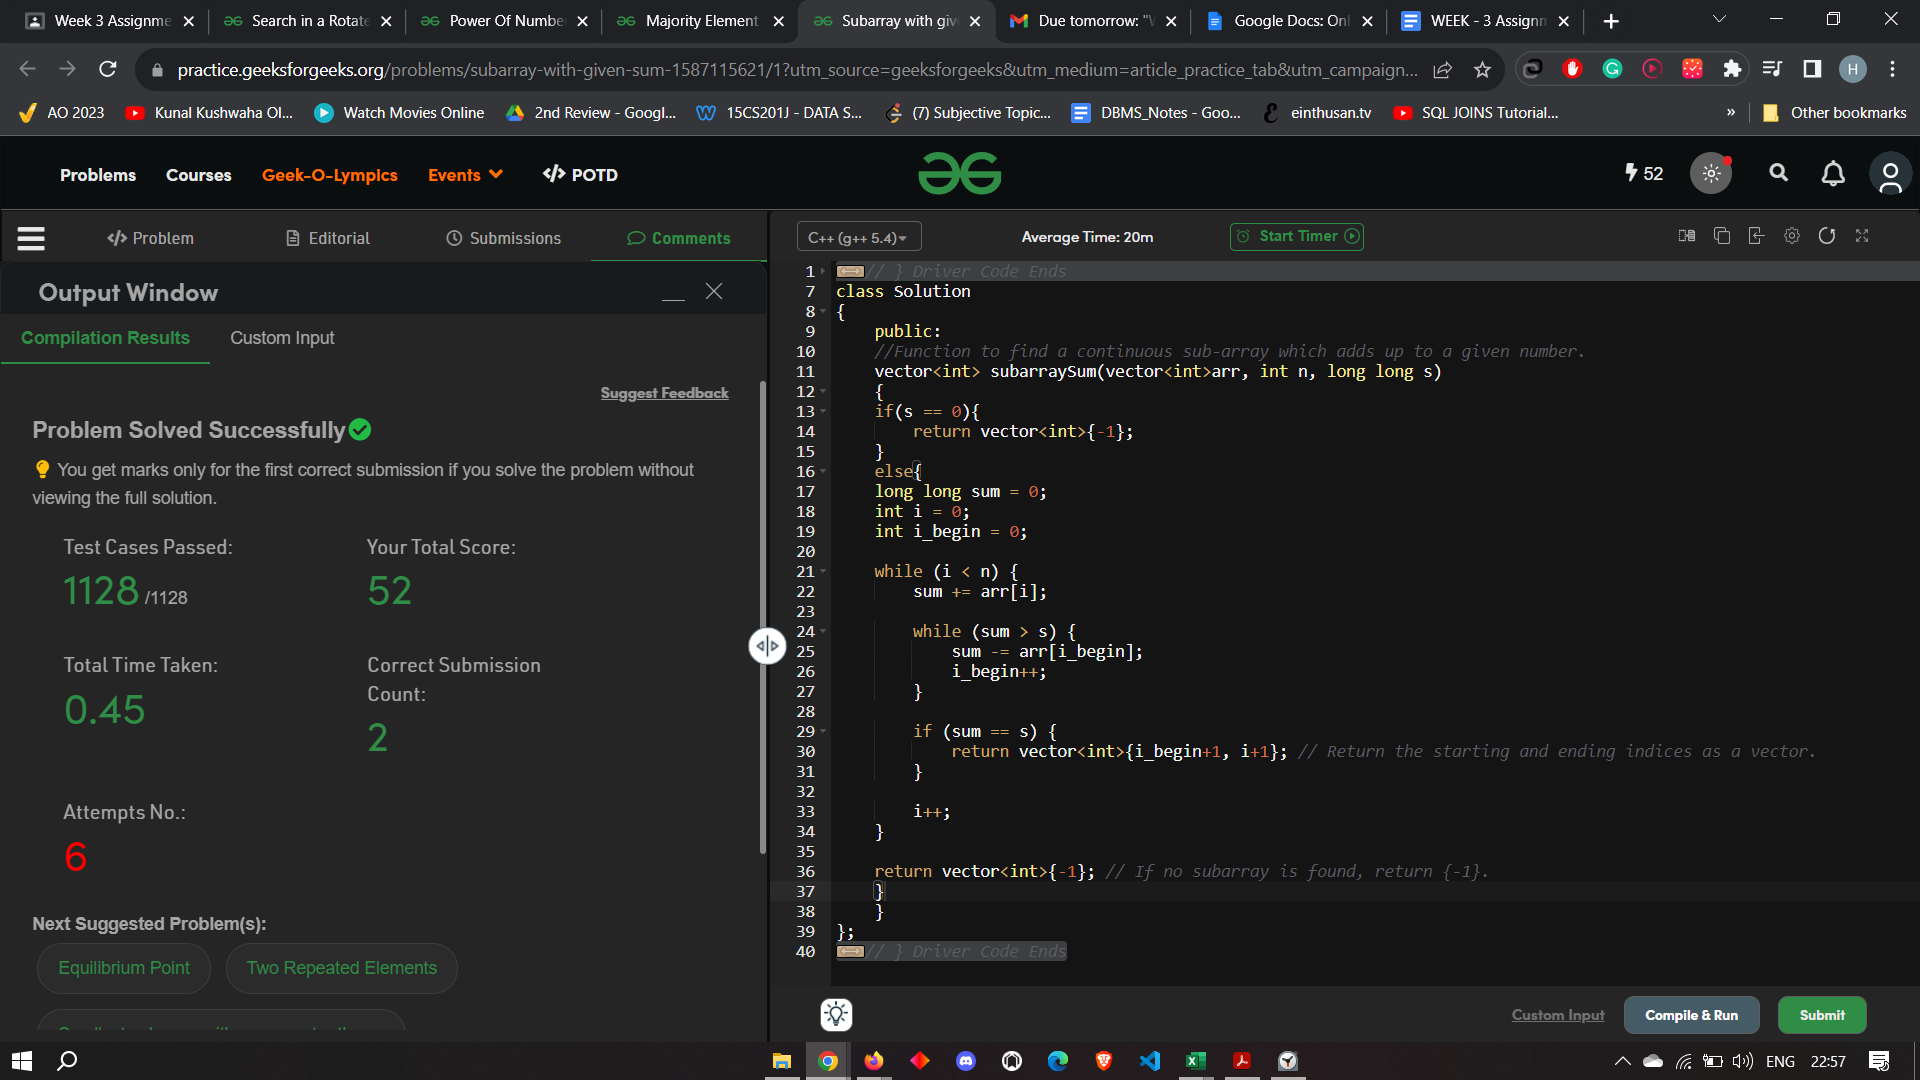 Week 3 Assignme
Search in a Rotate
Power Of Numbe
Majority Element
Subarray with giv
Due tomorrow: "W
Google Docs: Onl
WEEK - 3 Assignm
practice.geeksforgeeks.org/problems/subarray-with-given-sum-1587115621/1?utm_source=geeksforgeeks&utm_medium=article_practice_tab&utm_campaign...
H
AO 2023
Kunal Kushwaha Ol...
Watch Movies Online
2nd Review - Googl...
15CS201J - DATA S...
(7) Subjective Topic...
DBMS_Notes - Goo...
einthusan.tv
SQL JOINS Tutorial...
»
Other bookmarks
Problems
Courses
Geek-O-Lympics
Events
</> POTD
52
</> Problem
Editorial
Submissions
Comments
Output Window
Compilation Results
Custom Input
Suggest Feedback
Problem Solved Successfully
You get marks only for the first correct submission if you solve the problem without
viewing the full solution.
Test Cases Passed:
1128 /1128
Your Total Score:
52
Total Time Taken:
0.45
Correct Submission
Count:
2
Attempts No.:
6
Next Suggested Problem(s):
Equilibrium Point
Two Repeated Elements
C++ (g++ 5.4)
Average Time: 20m
Start Timer
1 // } Driver Code Ends
7 class Solution
8 {
9 public:
10 //Function to find a continuous sub-array which adds up to a given number.
11 vector<int> subarraySum(vector<int>arr, int n, long long s)
12 {
13 if(s == 0){
14 return vector<int>{-1};
15 }
16 else{
17 long long sum = 0;
18 int i = 0;
19 int i_begin = 0;
20
21 while (i < n) {
22 sum += arr[i];
23
24 while (sum > s) {
25 sum -= arr[i_begin];
26 i_begin++;
27 }
28
29 if (sum == s) {
30 return vector<int>{i_begin+1, i+1}; // Return the starting and ending indices as a vector.
31 }
32
33 i++;
34 }
35
36 return vector<int>{-1}; // If no subarray is found, return {-1}.
37 }
38 }
39 };
40 // } Driver Code Ends
Custom Input
Compile & Run
Submit
ENG
22:57